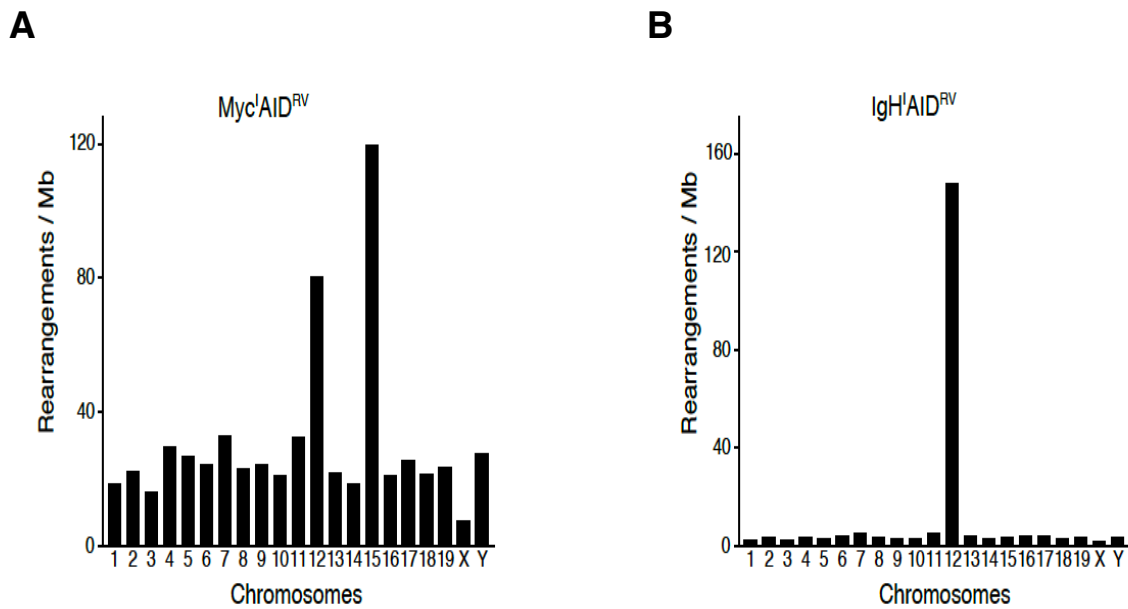 A
B
Myc^IAID^RV
IgH^IAID^RV
Rearrangements / Mb
120
80
40
0
1 2 3 4 5 6 7 8 9 10 11 12 13 14 15 16 17 18 19 X Y
Chromosomes
Rearrangements / Mb
160
120
80
40
0
1 2 3 4 5 6 7 8 9 10 11 12 13 14 15 16 17 18 19 X Y
Chromosomes